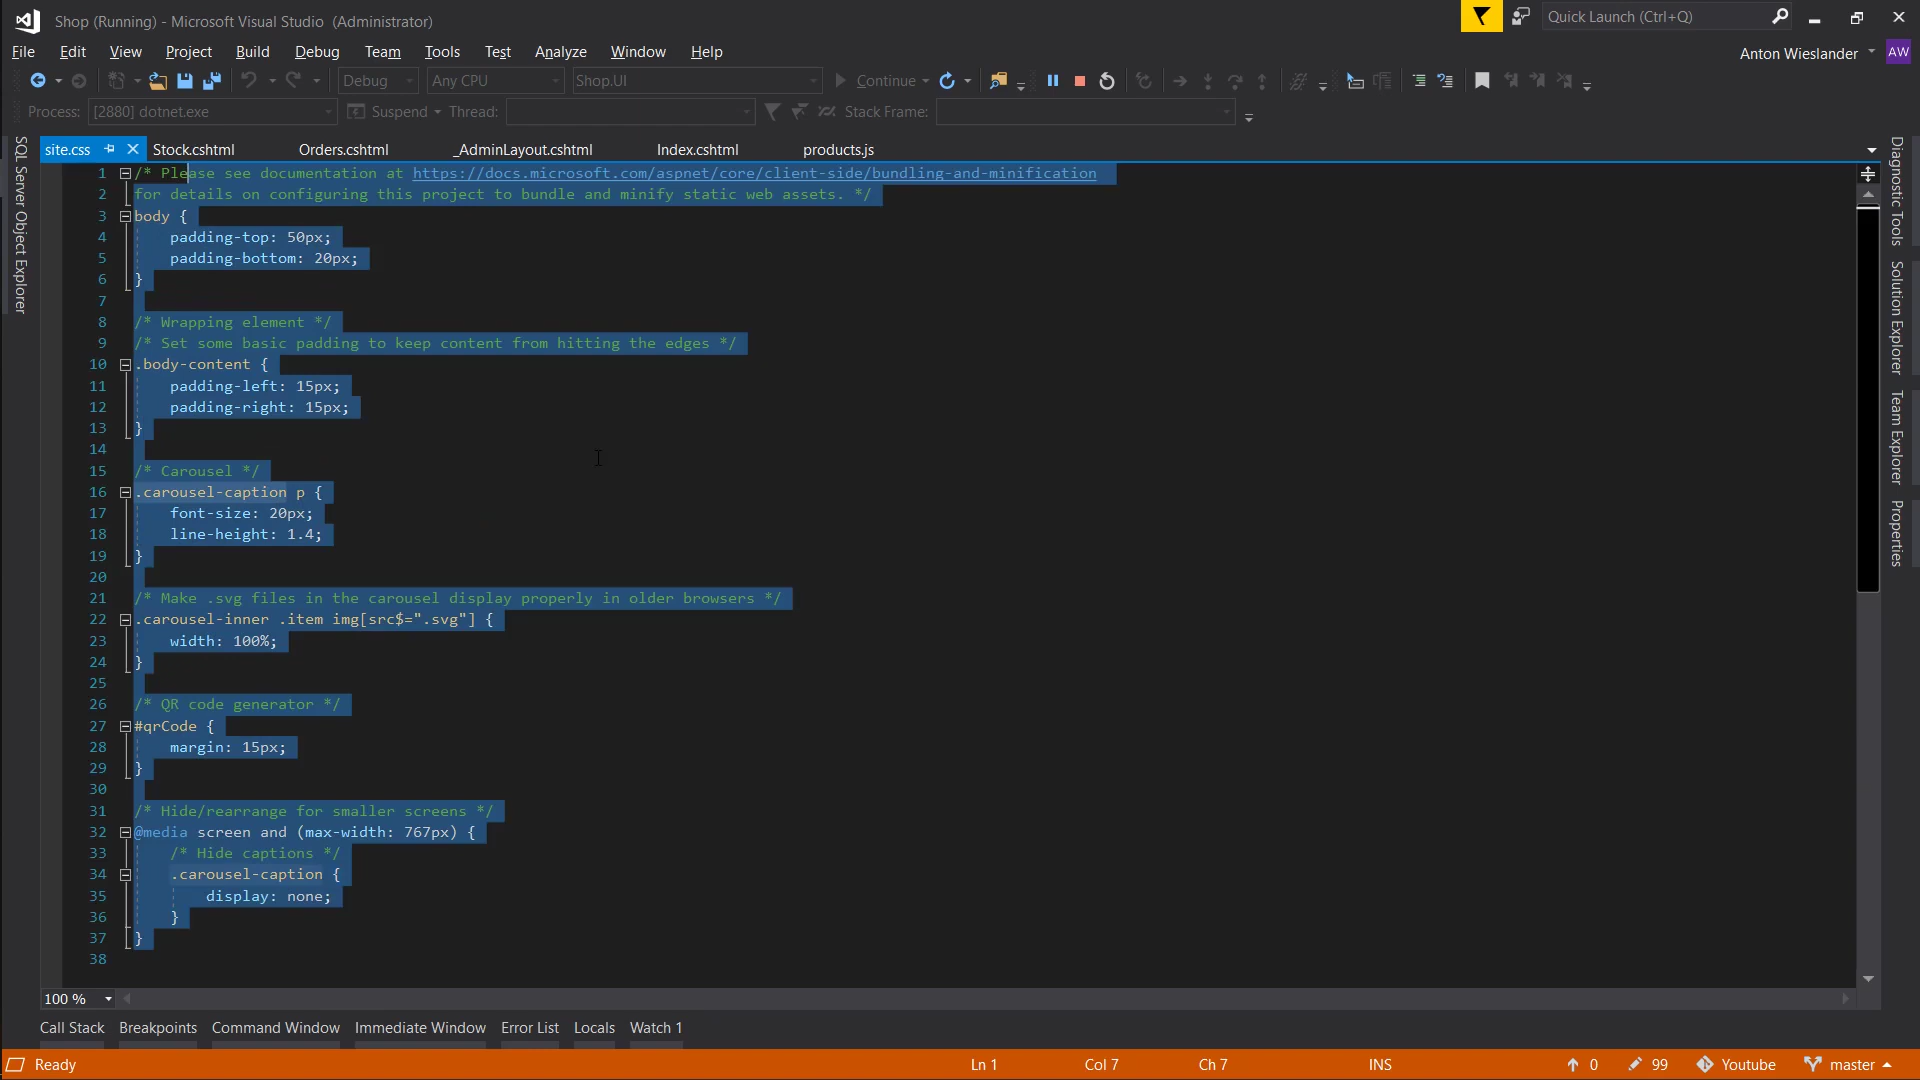 Shop (Running) - Microsoft Visual Studio (Administrator)
Quick Launch (Ctrl+Q)
File Edit View Project Build Debug Team Tools Test Analyze Window Help
Anton Wieslander AW
Debug Any CPU Shop.UI Continue
Process: [2880] dotnet.exe Suspend Thread: Stack Frame:
site.css Stock.cshtml Orders.cshtml _AdminLayout.cshtml Index.cshtml products.js
SQL Server Object Explorer
Diagnostic Tools
Solution Explorer
Team Explorer
Properties
1 /* Please see documentation at https://docs.microsoft.com/aspnet/core/client-side/bundling-and-minification
2 for details on configuring this project to bundle and minify static web assets. */
3 body {
4 padding-top: 50px;
5 padding-bottom: 20px;
6 }
7
8 /* Wrapping element */
9 /* Set some basic padding to keep content from hitting the edges */
10 .body-content {
11 padding-left: 15px;
12 padding-right: 15px;
13 }
14
15 /* Carousel */
16 .carousel-caption p {
17 font-size: 20px;
18 line-height: 1.4;
19 }
20
21 /* Make .svg files in the carousel display properly in older browsers */
22 .carousel-inner .item img[src$=".svg"] {
23 width: 100%;
24 }
25
26 /* QR code generator */
27 #qrCode {
28 margin: 15px;
29 }
30
31 /* Hide/rearrange for smaller screens */
32 @media screen and (max-width: 767px) {
33 /* Hide captions */
34 .carousel-caption {
35 display: none;
36 }
37 }
38
100 %
Call Stack Breakpoints Command Window Immediate Window Error List Locals Watch 1
Ready Ln 1 Col 7 Ch 7 INS 0 99 Youtube master